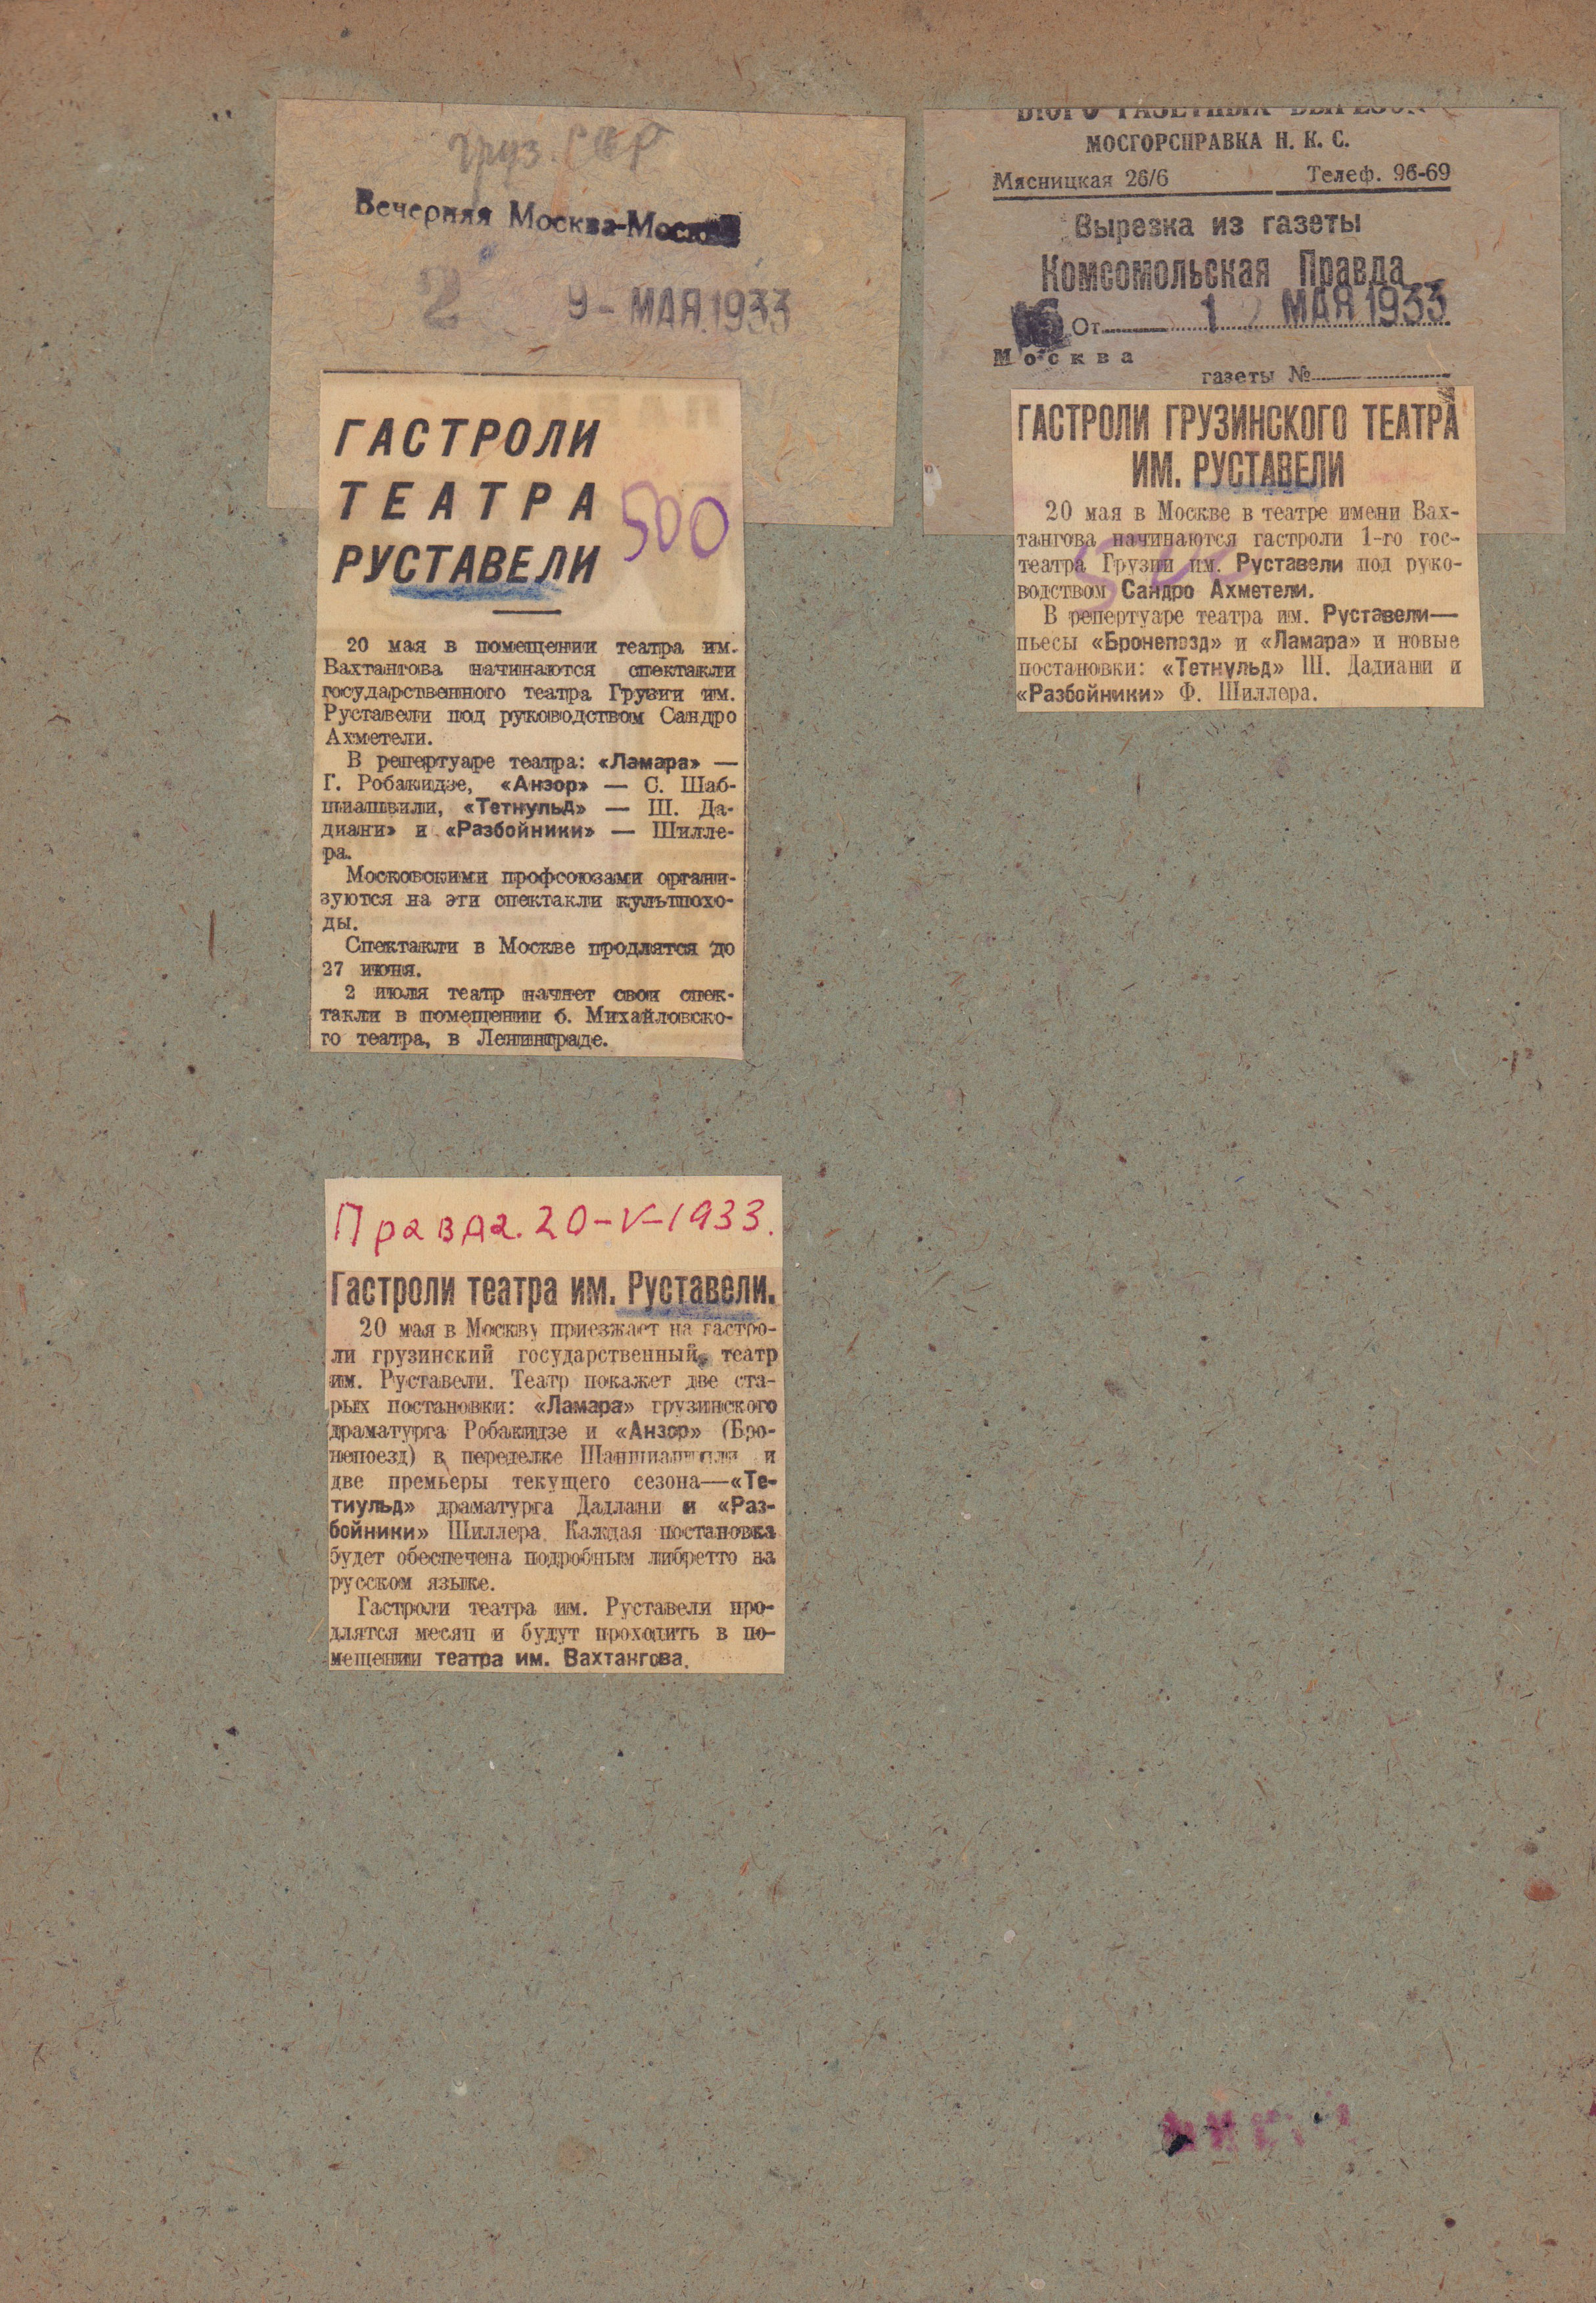 груз. ССР
Вечерняя Москва-Москва
2 9 - МАЯ 1933
ГАСТРОЛИ
ТЕАТРА
РУСТАВЕЛИ
500
20 мая в помещении театра им.
Вахтангова начинаются спектакли
государственного театра Грузии им.
Руставели под руководством Сандро
Ахметели.
В репертуаре театра: «Ламара» —
Г. Робакидзе, «Анзор» — С. Шаб-
шиашвили, «Тетнульд» — Ш. Да-
диани» и «Разбойники» — Шилле-
ра.
Московскими профсоюзами органи-
зуются на эти спектакли культпохо-
ды.
Спектакли в Москве продлятся до
27 июня.
2 июля театр начнет свои спек-
такли в помещении б. Михайловско-
го театра, в Ленинграде.
БЮРО ГАЗЕТНЫХ ВЫРЕЗОК
МОСГОРСПРАВКА Н. К. С.
Мясницкая 26/6 Телеф. 96-69
Вырезка из газеты
Комсомольская Правда
От 12 МАЯ 1933
Москва
газеты №
ГАСТРОЛИ ГРУЗИНСКОГО ТЕАТРА
ИМ. РУСТАВЕЛИ
20 мая в Москве в театре имени Вах-
тангова начинаются гастроли 1-го гос-
театра Грузии им. Руставели под руко-
водством Сандро Ахметели.
В репертуаре театра им. Руставели—
пьесы «Бронепоезд» и «Ламара» и новые
постановки: «Тетнульд» Ш. Дадиани и
«Разбойники» Ф. Шиллера.
Правда. 20-V-1933.
Гастроли театра им. Руставели.
20 мая в Москву приезжает на гастро-
ли грузинский государственный театр
им. Руставели. Театр покажет две ста-
рых постановки: «Ламара» грузинского
драматурга Робакидзе и «Анзор» (Бро-
непоезд) в переделке Шаншиашвили и
две премьеры текущего сезона—«Те-
тиульд» драматурга Дадлани и «Раз-
бойники» Шиллера. Каждая постановка
будет обеспечена подробным либретто на
русском языке.
Гастроли театра им. Руставели про-
длятся месяц и будут проходить в по-
мещении театра им. Вахтангова.